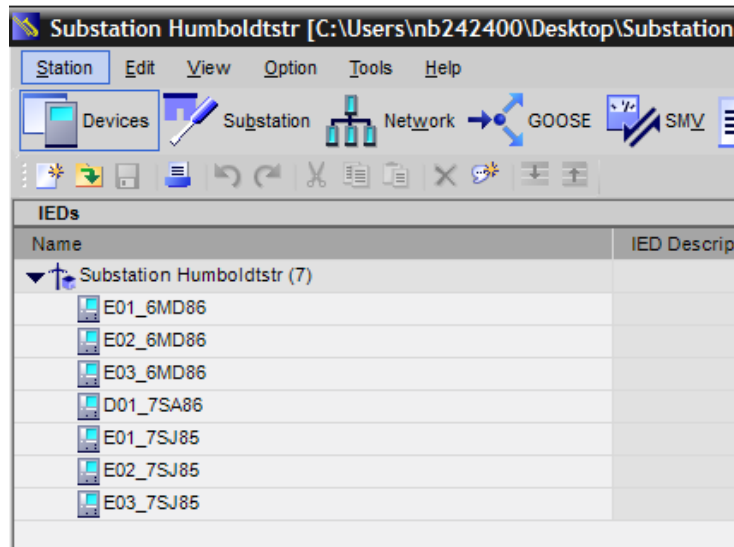 Substation Humboldtstr [C:\Users\nb242400\Desktop\Substation
Station Edit View Option Tools Help
Devices Substation Network GOOSE SMV
IEDs
Name IED Descrip
Substation Humboldtstr (7)
E01_6MD86
E02_6MD86
E03_6MD86
D01_7SA86
E01_7SJ85
E02_7SJ85
E03_7SJ85